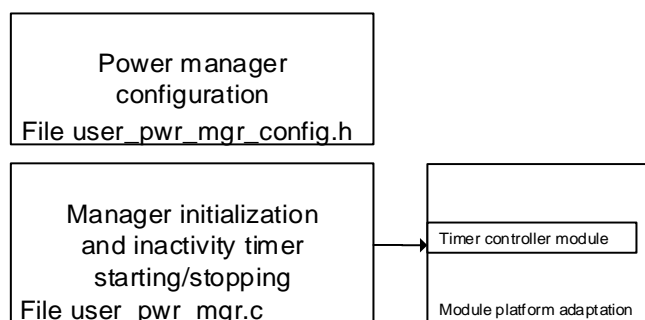 Power manager
configuration
File user_pwr_mgr_config.h
Manager initialization
and inactivity timer
starting/stopping
File user_pwr_mgr.c
Timer controller module
Module platform adaptation